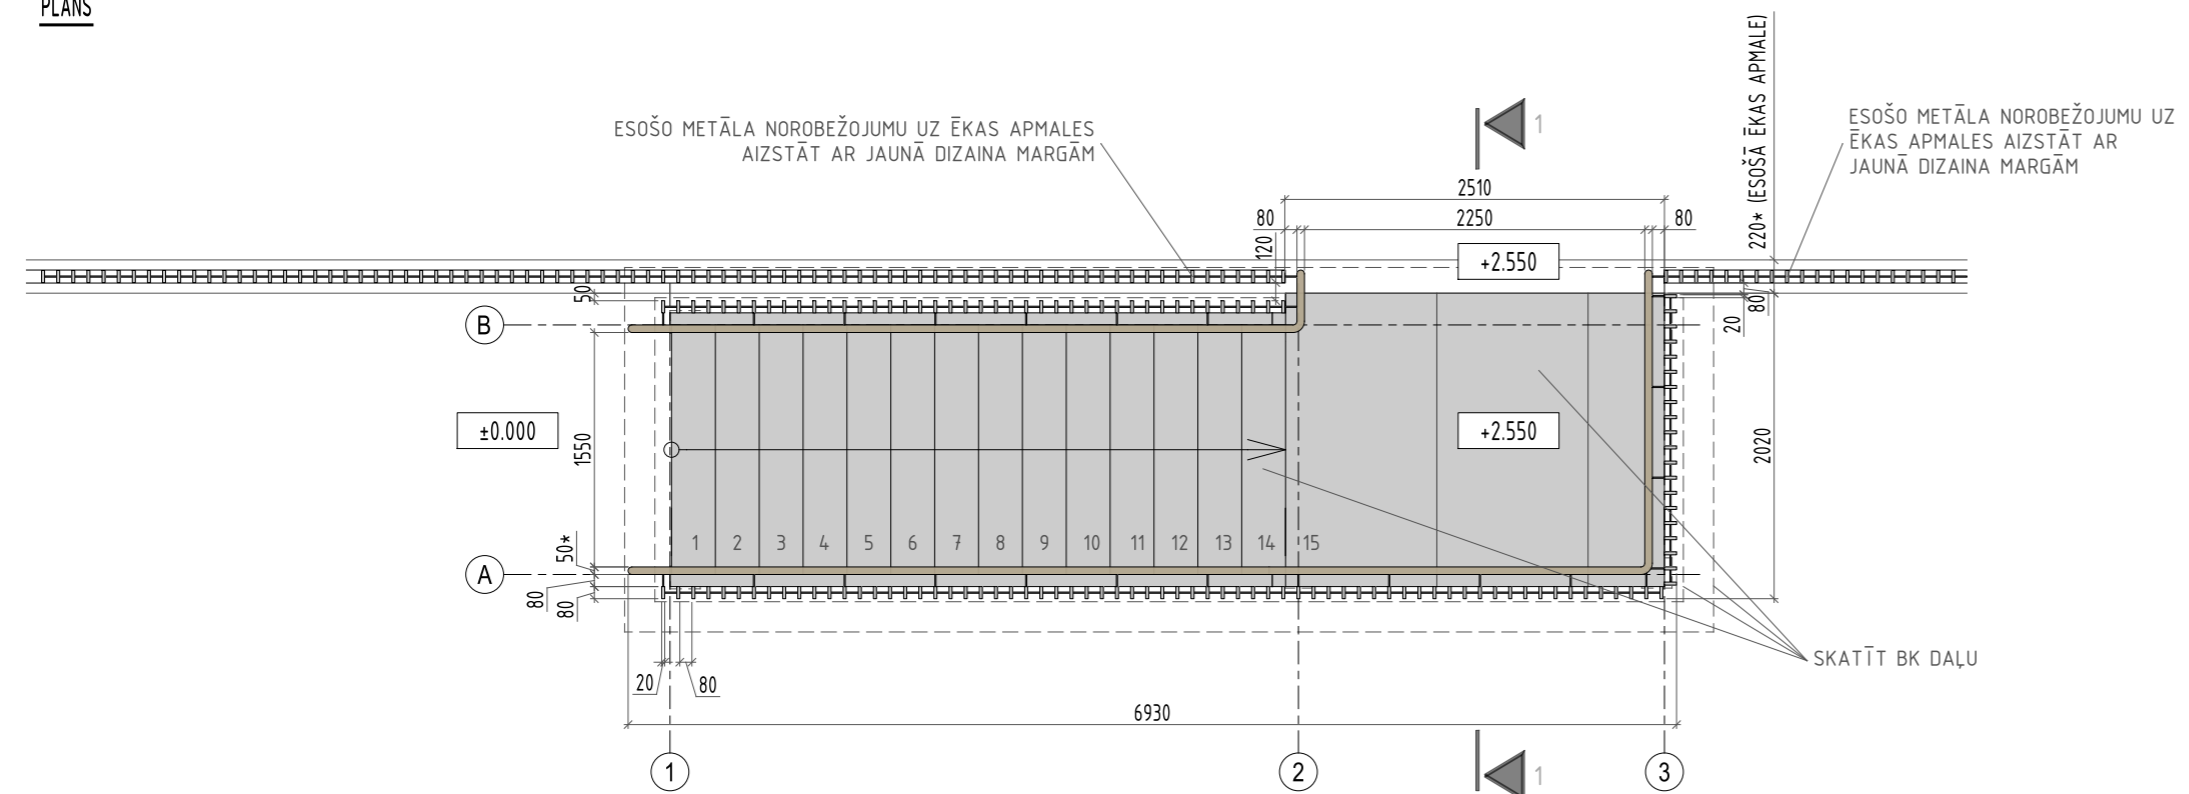 PLANS
ESOŠO METĀLA NOROBEŽOJUMU UZ ĒKAS APMALES
AIZSTĀT AR JAUNĀ DIZAINA MARGĀM
1
220* (ESOŠĀ ĒKAS APMALE)
ESOŠO METĀLA NOROBEŽOJUMU UZ
ĒKAS APMALES AIZSTĀT AR
JAUNĀ DIZAINA MARGĀM
2510
80
2250
80
120
+2.550
50
80
20
B
±0.000
1550
+2.550
2020
50*
1 2 3 4 5 6 7 8 9 10 11 12 13 14 15
A
80
80
SKATĪT BK DAĻU
20
80
6930
1
2
3
1